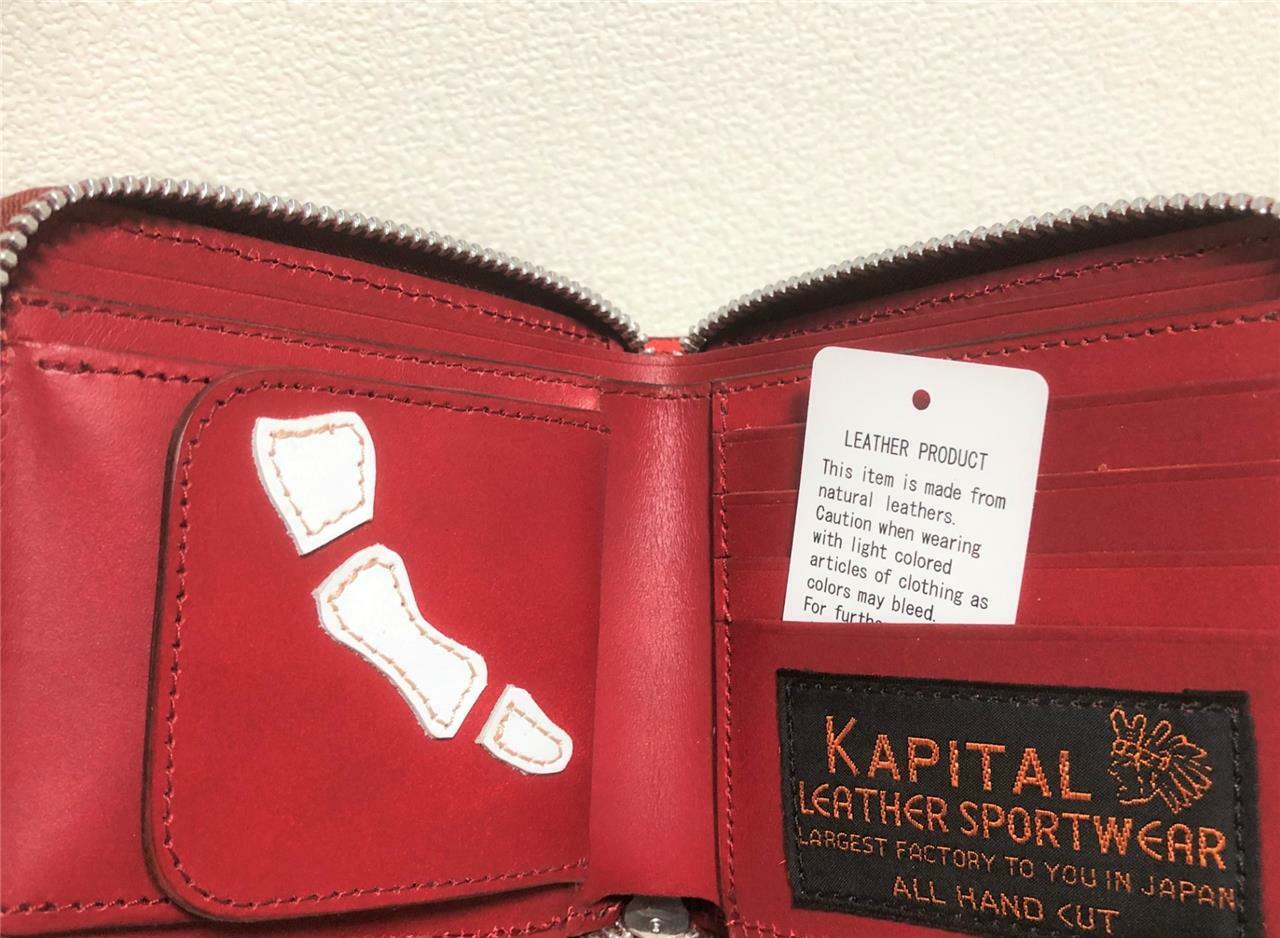 LEATHER PRODUCT
This item is made from
natural leathers.
Caution when wearing
with light colored
articles of clothing as
colors may bleed.
For
KAPITAL
LEATHER SPORTWEAR
LARGEST FACTORY TO YOU IN JAPAN
ALL HAND CUT